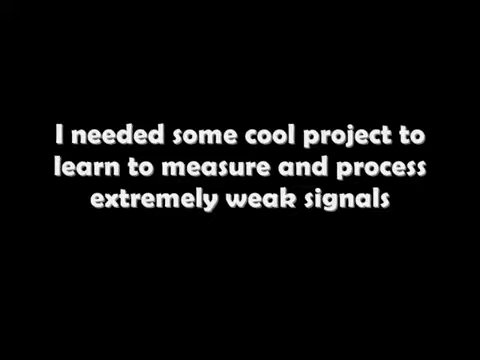 I needed some cool project to
learn to measure and process
extremely weak signals